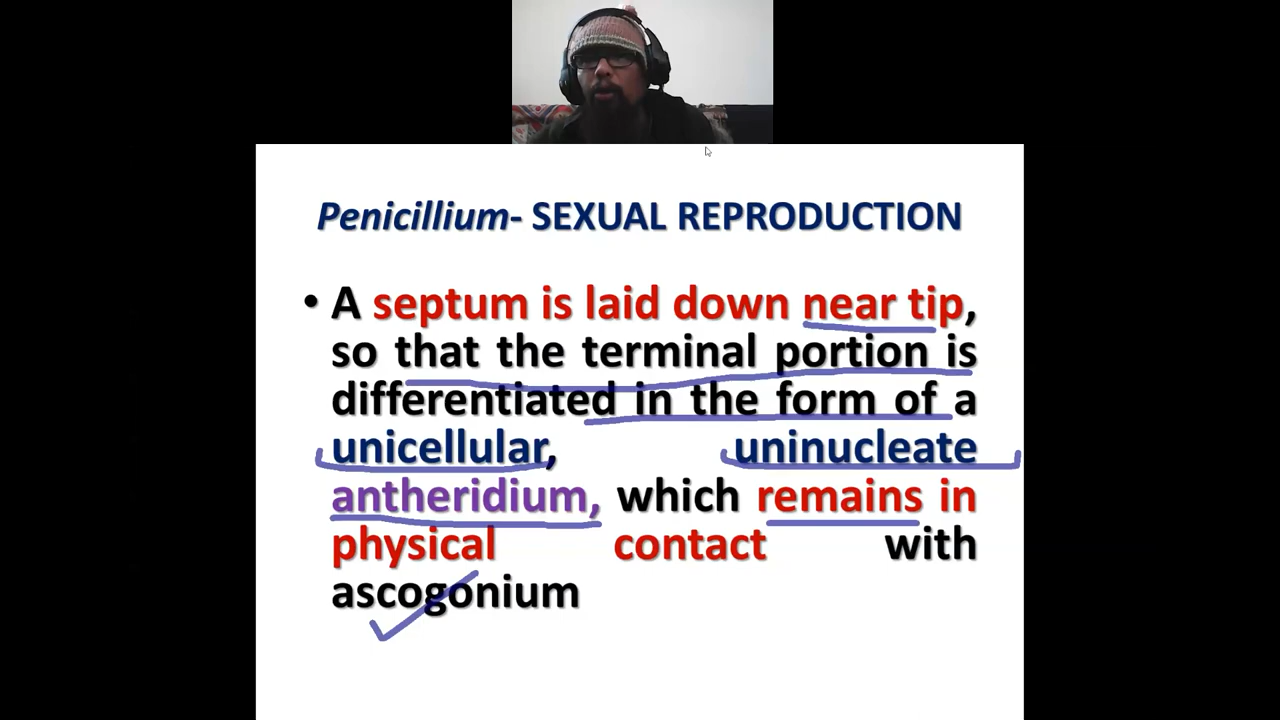 Penicillium- SEXUAL REPRODUCTION
• A septum is laid down near tip,
so that the terminal portion is
differentiated in the form of a
unicellular, uninucleate
antheridium, which remains in
physical contact with
ascogonium